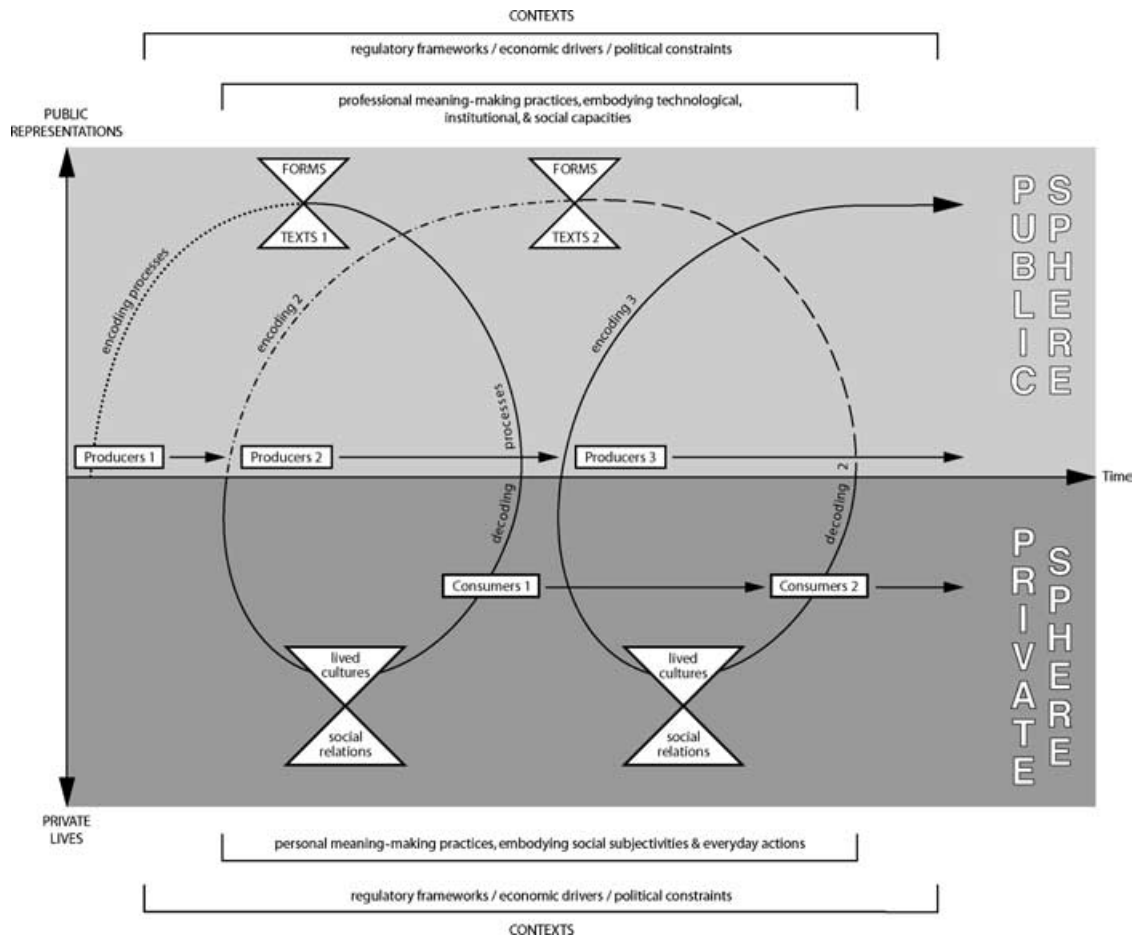 CONTEXTS
regulatory frameworks / economic drivers / political constraints
professional meaning-making practices, embodying technological,
institutional, & social capacities
PUBLIC
REPRESENTATIONS
FORMS
TEXTS 1
FORMS
TEXTS 2
encoding processes
encoding 2
encoding 3
PUBLIC
SPHERE
processes
decoding
Producers 1
Producers 2
Producers 3
decoding 2
Time
Consumers 1
Consumers 2
PRIVATE
SPHERE
lived
cultures
social
relations
lived
cultures
social
relations
PRIVATE
LIVES
personal meaning-making practices, embodying social subjectivities & everyday actions
regulatory frameworks / economic drivers / political constraints
CONTEXTS